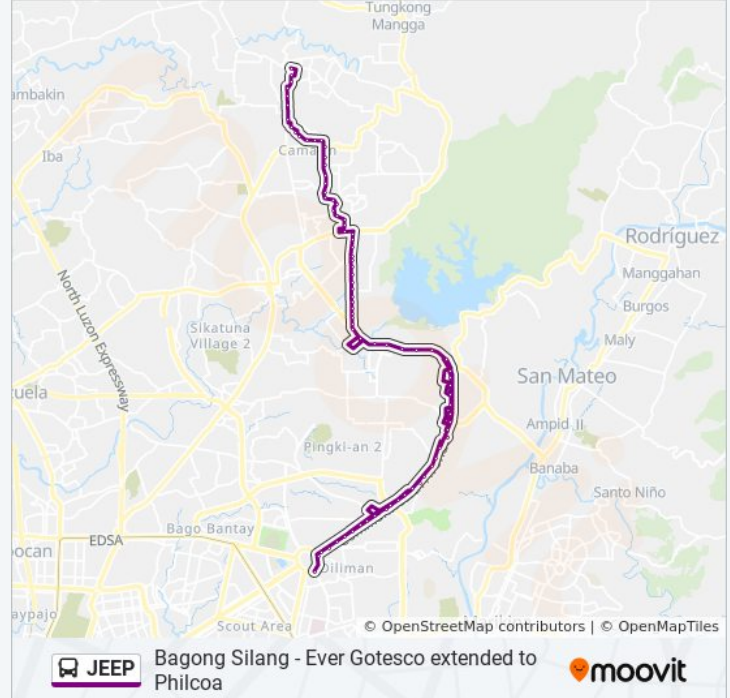 Tungkong
Mangga
ambakin
Iba
Rodríguez
Manggahan
Burgos
North Luzon Expressway
Sikatuna
Village 2
Maly
San Mateo
uela
Ampid II
Pingki-an 2
Banaba
Santo Niño
Bago Bantay
ocan
EDSA
Diliman
aypajo
Scout Area
© OpenStreetMap contributors | © OpenMapTiles
JEEP
Bagong Silang - Ever Gotesco extended to
Philcoa
moovit